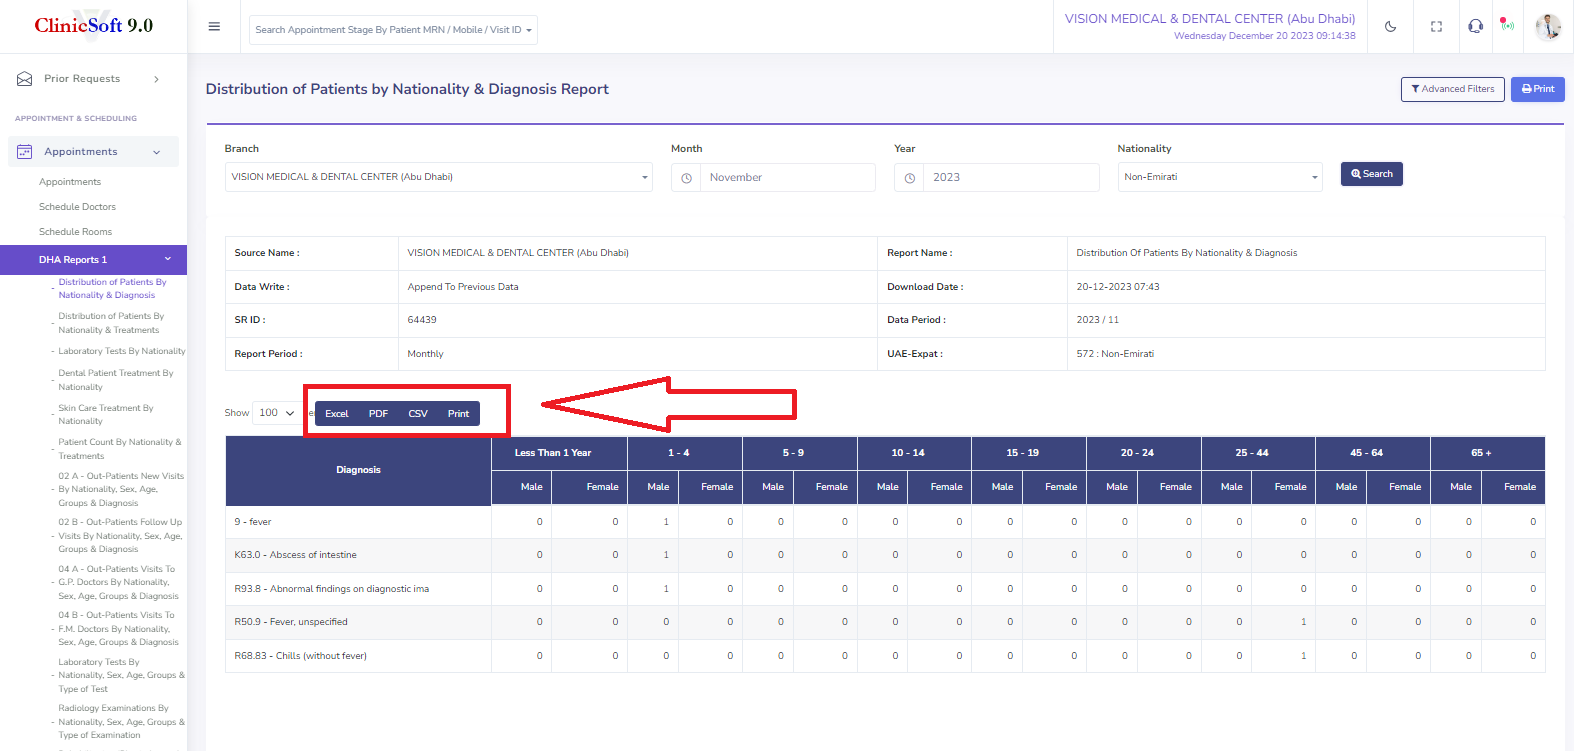 ClinicSoft 9.0
Search Appointment Stage By Patient MRN / Mobile / Visit ID
VISION MEDICAL & DENTAL CENTER (Abu Dhabi)
Wednesday December 20 2023 09:14:38
Prior Requests
APPOINTMENT & SCHEDULING
Appointments
Appointments
Schedule Doctors
Schedule Rooms
DHA Reports 1
- Distribution of Patients By
Nationality & Diagnosis
- Distribution of Patients By
Nationality & Treatments
- Laboratory Tests By Nationality
- Dental Patient Treatment By
Nationality
- Skin Care Treatment By
Nationality
- Patient Count By Nationality &
Treatments
- 02 A - Out-Patients New Visits
By Nationality, Sex, Age,
Groups & Diagnosis
- 02 B - Out-Patients Follow Up
Visits By Nationality, Sex, Age,
Groups & Diagnosis
- 04 A - Out-Patients Visits To
G.P. Doctors By Nationality,
Sex, Age, Groups & Diagnosis
- 04 B - Out-Patients Visits To
F.M. Doctors By Nationality,
Sex, Age, Groups & Diagnosis
- Laboratory Tests By
Nationality, Sex, Age, Groups &
Type of Test
- Radiology Examinations By
Nationality, Sex, Age, Groups &
Type of Examination
Distribution of Patients by Nationality & Diagnosis Report
Advanced Filters
Print
Branch Month Year Nationality
VISION MEDICAL & DENTAL CENTER (Abu Dhabi) November 2023 Non-Emirati Search
Source Name : VISION MEDICAL & DENTAL CENTER (Abu Dhabi) Report Name : Distribution Of Patients By Nationality & Diagnosis
Data Write : Append To Previous Data Download Date : 20-12-2023 07:43
SR ID : 64439 Data Period : 2023 / 11
Report Period : Monthly UAE-Expat : 572 : Non-Emirati
Show 100 Excel PDF CSV Print
Diagnosis Less Than 1 Year 1 - 4 5 - 9 10 - 14 15 - 19 20 - 24 25 - 44 45 - 64 65 +
Male Female Male Female Male Female Male Female Male Female Male Female Male Female Male Female Male Female
9 - fever 0 0 1 0 0 0 0 0 0 0 0 0 0 0 0 0 0 0
K63.0 - Abscess of intestine 0 0 1 0 0 0 0 0 0 0 0 0 0 0 0 0 0 0
R93.8 - Abnormal findings on diagnostic ima 0 0 1 0 0 0 0 0 0 0 0 0 0 0 0 0 0 0
R50.9 - Fever, unspecified 0 0 0 0 0 0 0 0 0 0 0 0 0 1 0 0 0 0
R68.83 - Chills (without fever) 0 0 0 0 0 0 0 0 0 0 0 0 0 1 0 0 0 0